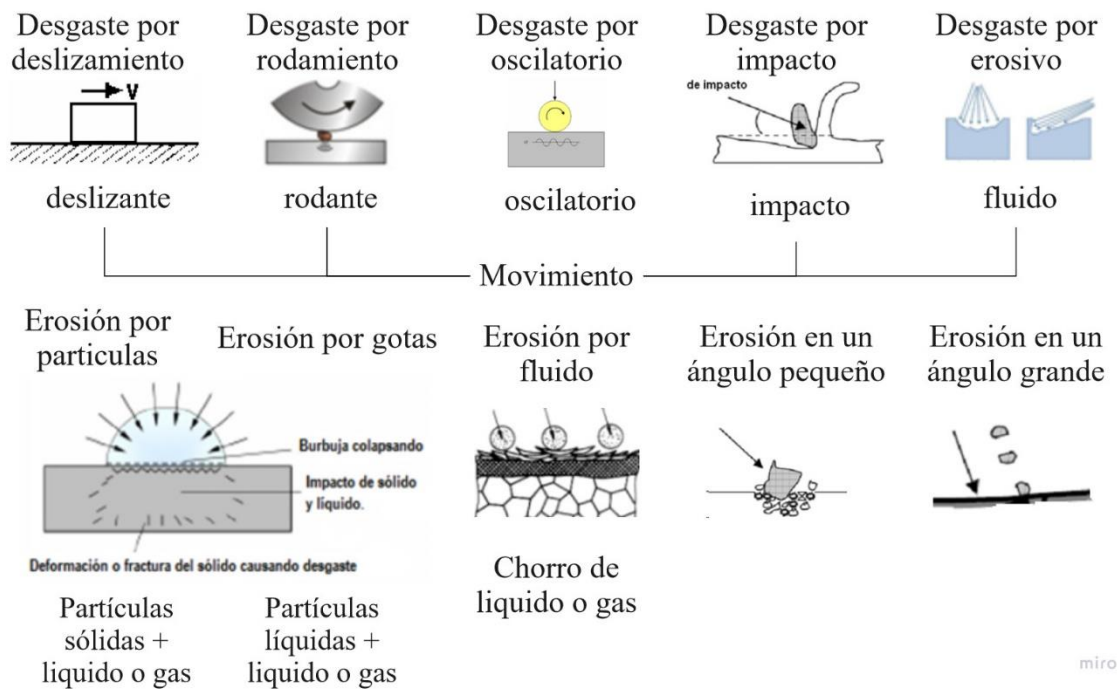 Desgaste por
deslizamiento
Desgaste por
rodamiento
Desgaste por
oscilatorio
Desgaste por
impacto
Desgaste por
erosivo
V
de impacto
deslizante
rodante
oscilatorio
impacto
fluido
Movimiento
Erosión por
particulas
Erosión por gotas
Erosión por
fluido
Erosión en un
ángulo pequeño
Erosión en un
ángulo grande
Burbuja colapsando
Impacto de sólido
y líquido.
Deformación o fractura del sólido causando desgaste
Partículas
sólidas +
liquido o gas
Partículas
líquidas +
liquido o gas
Chorro de
liquido o gas
miro